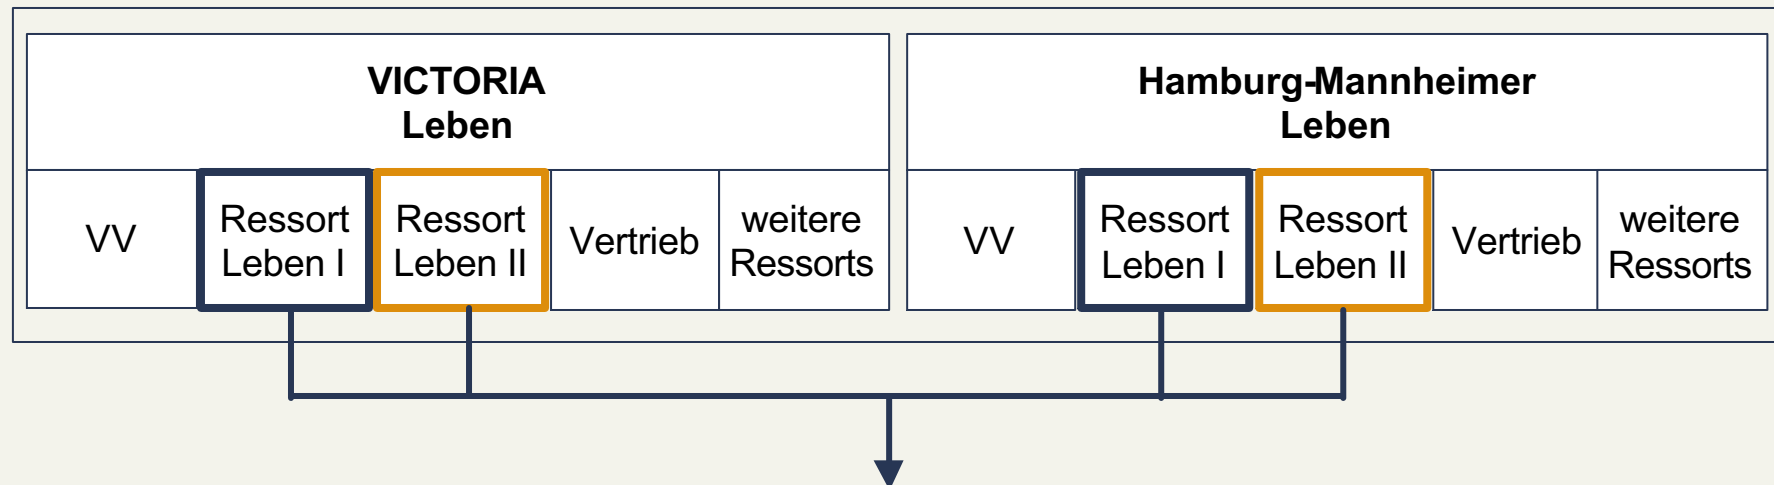 VICTORIA
Leben
VV
Ressort
Leben I
Ressort
Leben II
Vertrieb
weitere
Ressorts
Hamburg-Mannheimer
Leben
VV
Ressort
Leben I
Ressort
Leben II
Vertrieb
weitere
Ressorts